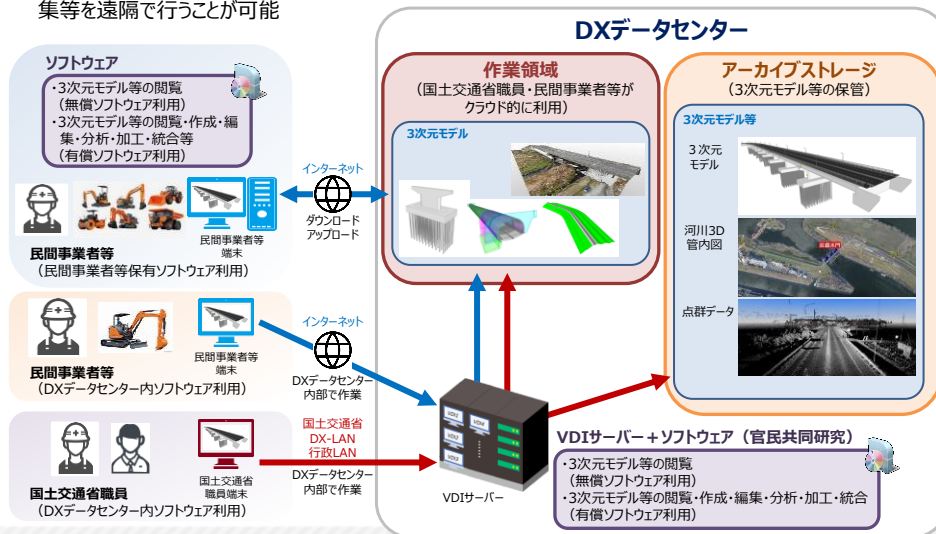 集等を遠隔で行うことが可能
ソフトウェア
・3次元モデル等の閲覧
（無償ソフトウェア利用）
・3次元モデル等の閲覧・作成・編
集・分析・加工・統合等
（有償ソフトウェア利用）
民間事業者等
端末
民間事業者等
（民間事業者等保有ソフトウェア利用）
インターネット
ダウンロード
アップロード
民間事業者等
端末
民間事業者等
（DXデータセンター内ソフトウェア利用）
インターネット
DXデータセンター
内部で作業
国土交通省
職員端末
国土交通省職員
（DXデータセンター内ソフトウェア利用）
国土交通省
DX-LAN
行政LAN
DXデータセンター
内部で作業
DXデータセンター
作業領域
（国土交通省職員・民間事業者等が
クラウド的に利用）
3次元モデル
アーカイブストレージ
（3次元モデル等の保管）
3次元モデル等
３次元
モデル
河川3D
管内図
点群データ
VDI1
VDI2
VDI3
VDI4
VDIサーバー
VDIサーバー＋ソフトウェア（官民共同研究）
・3次元モデル等の閲覧
（無償ソフトウェア利用）
・3次元モデル等の閲覧・作成・編集・分析・加工・統合
（有償ソフトウェア利用）